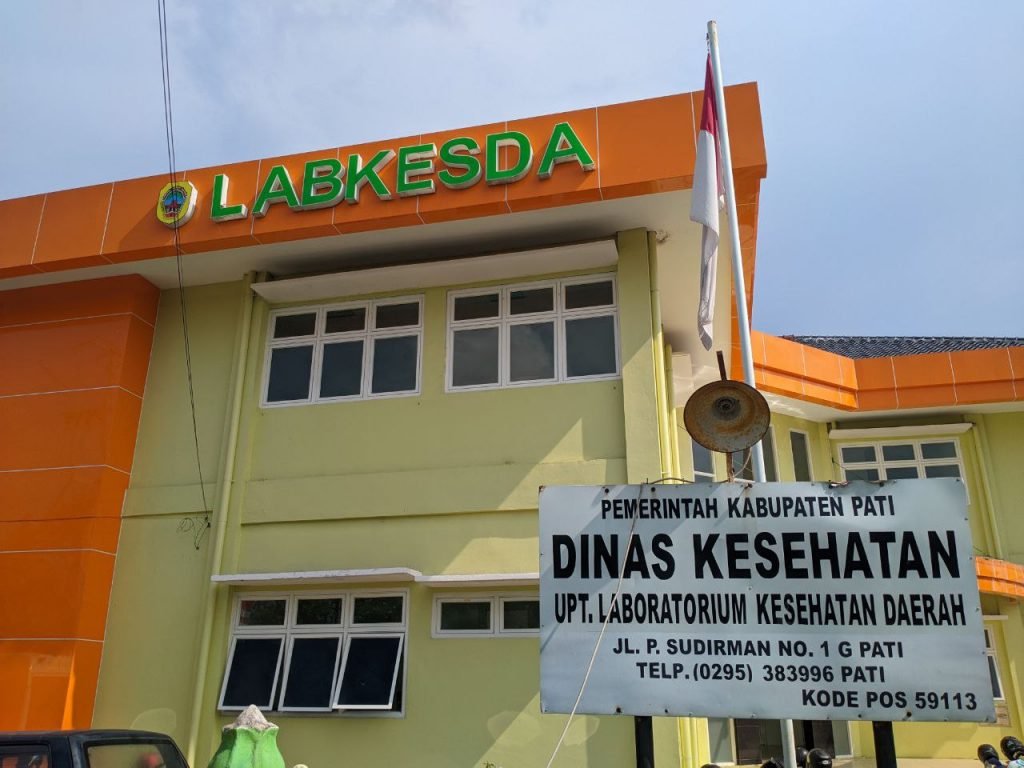 LABKESDA
PEMERINTAH KABUPATEN PATI
DINAS KESEHATAN
UPT. LABORATORIUM KESEHATAN DAERAH
JL. P. SUDIRMAN NO. 1 G PATI
TELP. (0295) 383996 PATI
KODE POS 59113